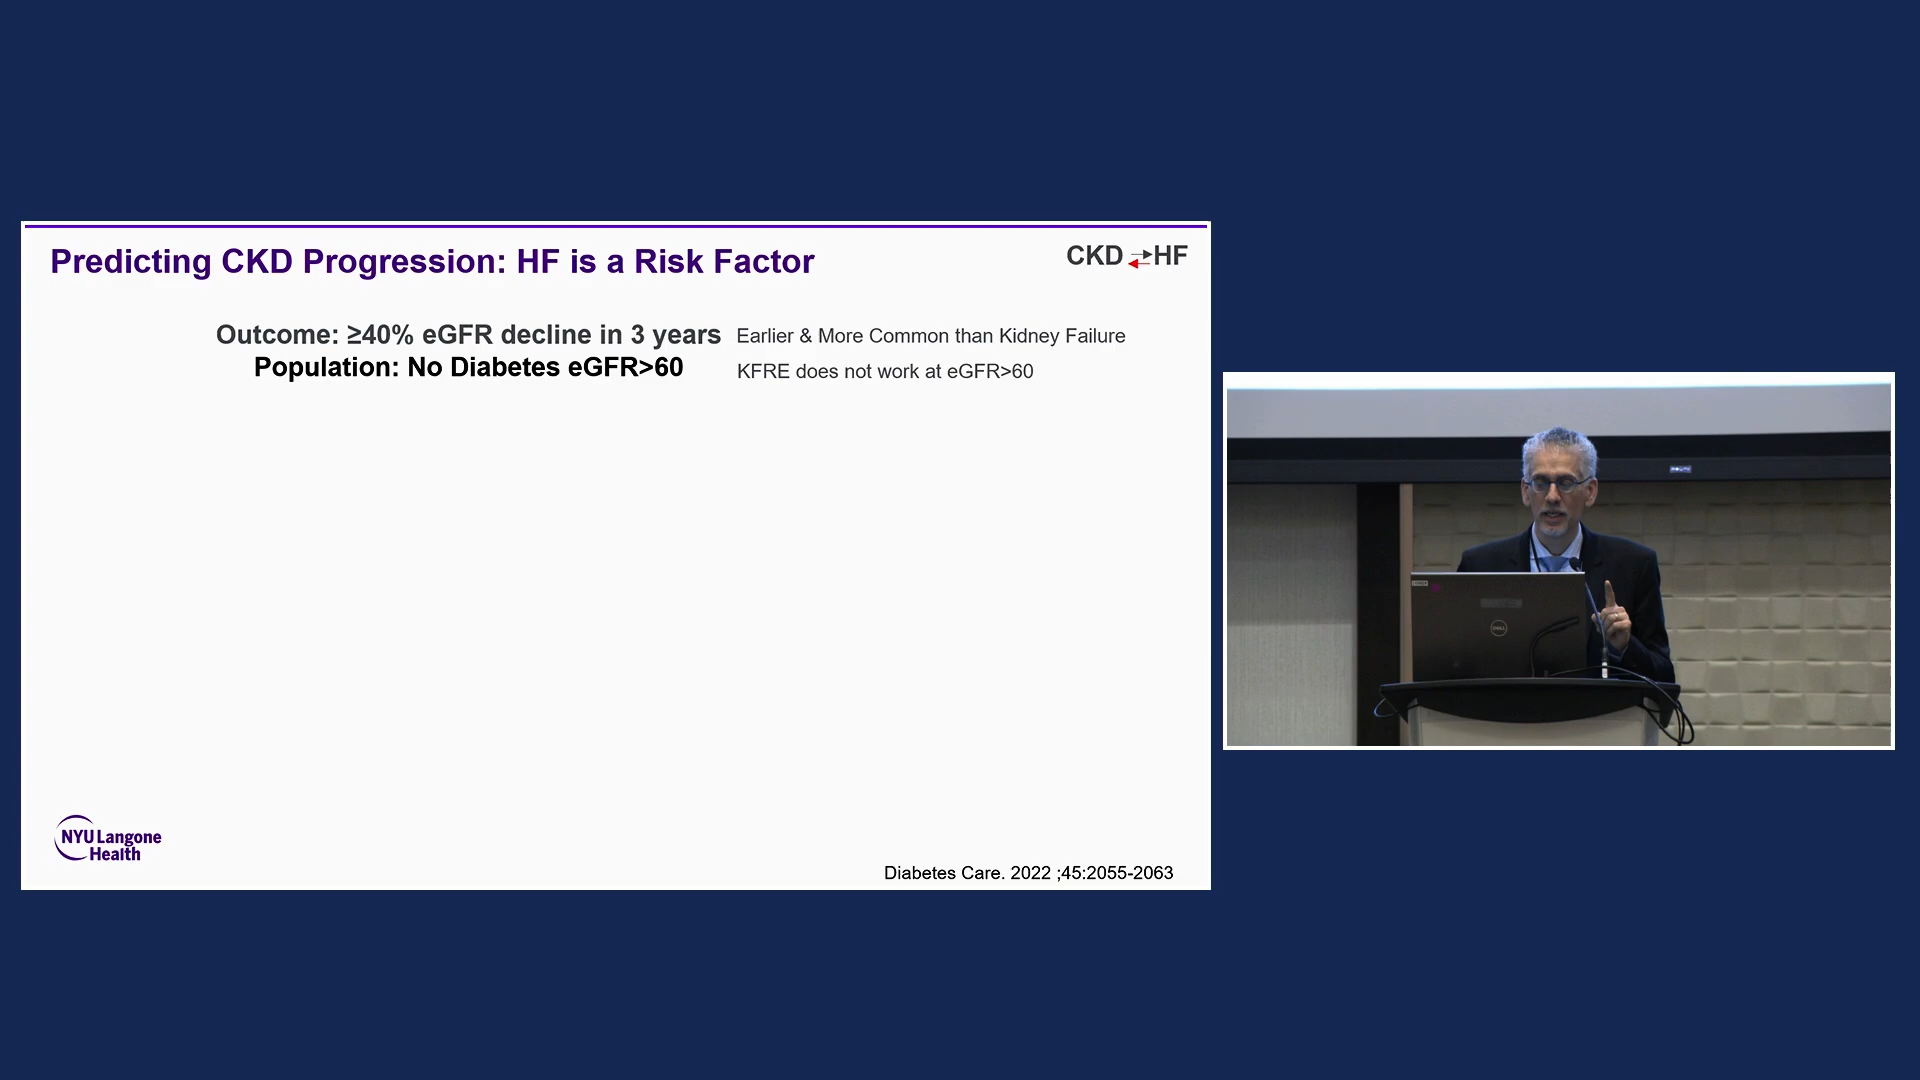 Predicting CKD Progression: HF is a Risk Factor
CKD ⇄ HF
Outcome: ≥40% eGFR decline in 3 years
Earlier & More Common than Kidney Failure
Population: No Diabetes eGFR>60
KFRE does not work at eGFR>60
NYU Langone
Health
Diabetes Care. 2022 ;45:2055-2063
DELL